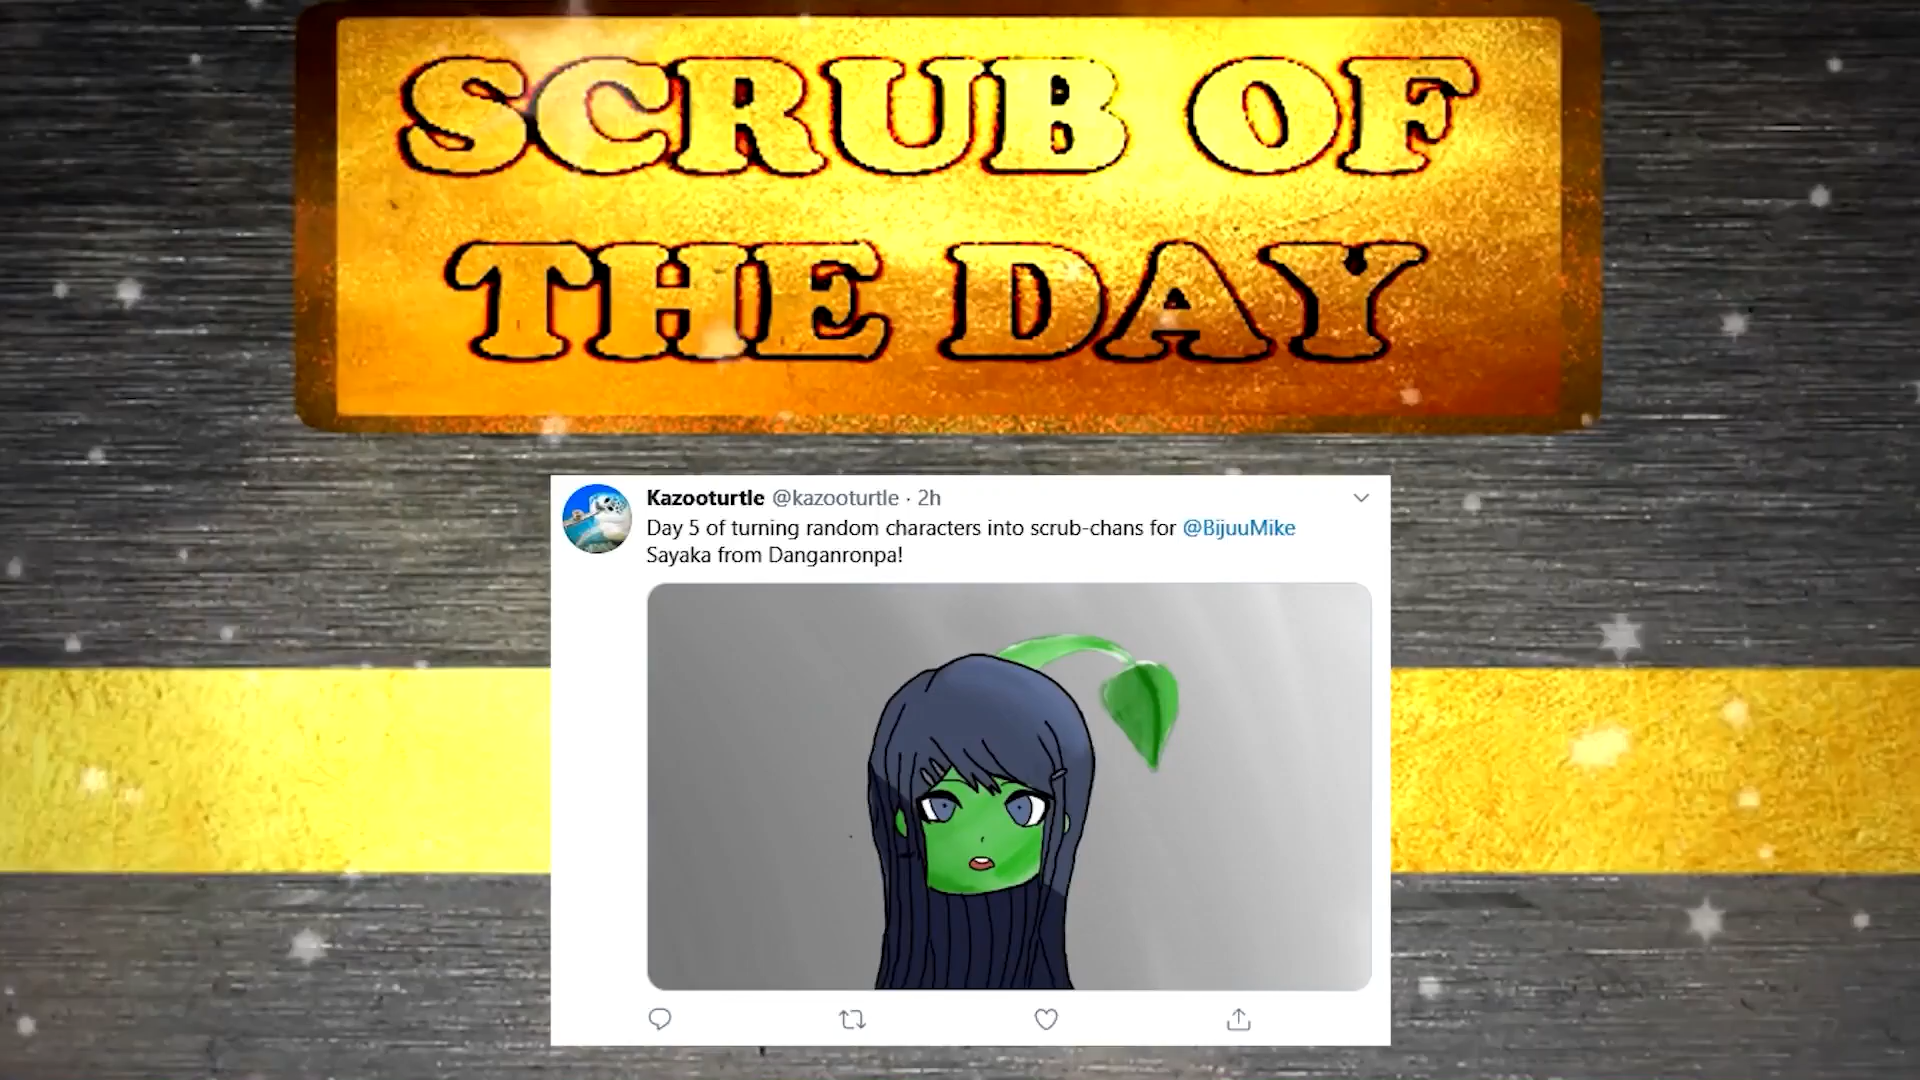 SCRUB OF
THE DAY
Kazooturtle @kazooturtle · 2h
Day 5 of turning random characters into scrub-chans for @BijuuMike
Sayaka from Danganronpa!